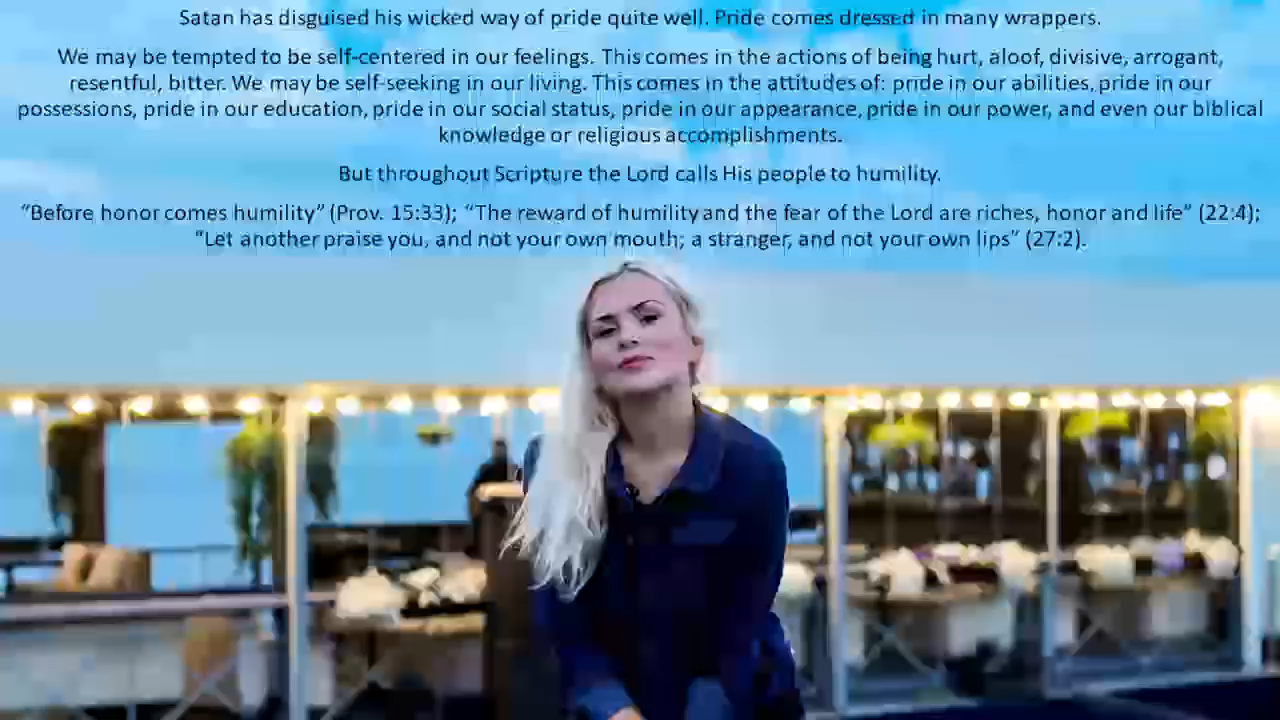 Satan has disguised his wicked way of pride quite well. Pride comes dressed in many wrappers.
We may be tempted to be self-centered in our feelings. This comes in the actions of being hurt, aloof, divisive, arrogant,
resentful, bitter. We may be self-seeking in our living. This comes in the attitudes of: pride in our abilities, pride in our
possessions, pride in our education, pride in our social status, pride in our appearance, pride in our power, and even our biblical
knowledge or religious accomplishments.
But throughout Scripture the Lord calls His people to humility.
“Before honor comes humility” (Prov. 15:33); “The reward of humility and the fear of the Lord are riches, honor and life” (22:4);
“Let another praise you, and not your own mouth; a stranger, and not your own lips” (27:2).